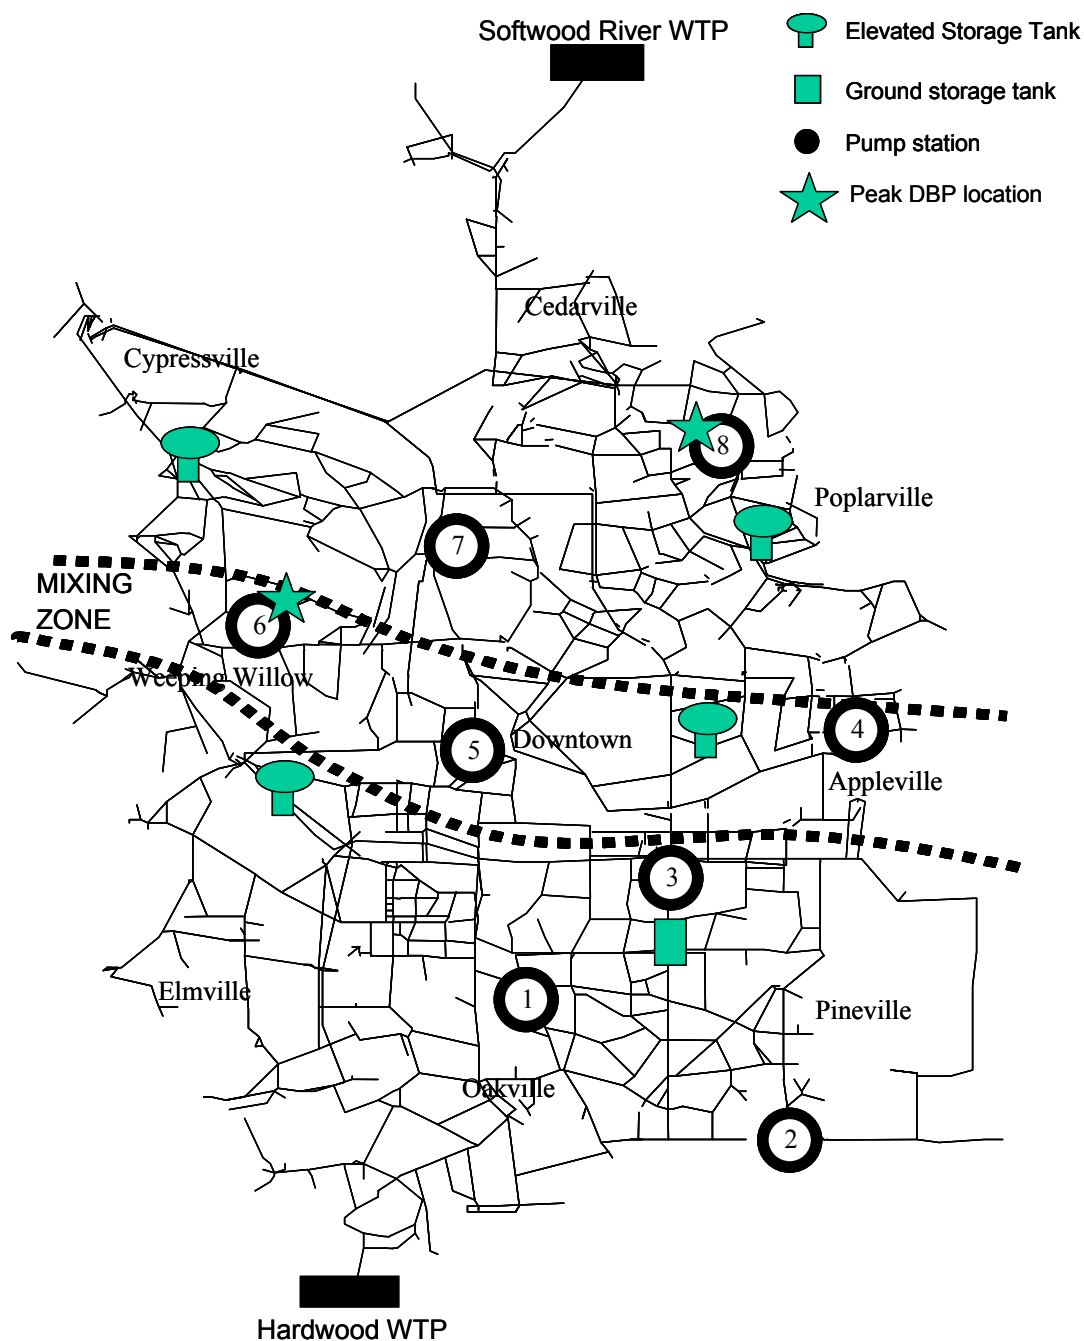 Softwood River WTP
Elevated Storage Tank
Ground storage tank
Pump station
Peak DBP location
Cedarville
Cypressville
8
Poplarville
7
MIXING
ZONE
6
Weeping Willow
4
5
Downtown
Appleville
3
Elmville
1
Pineville
Oakville
2
Hardwood WTP